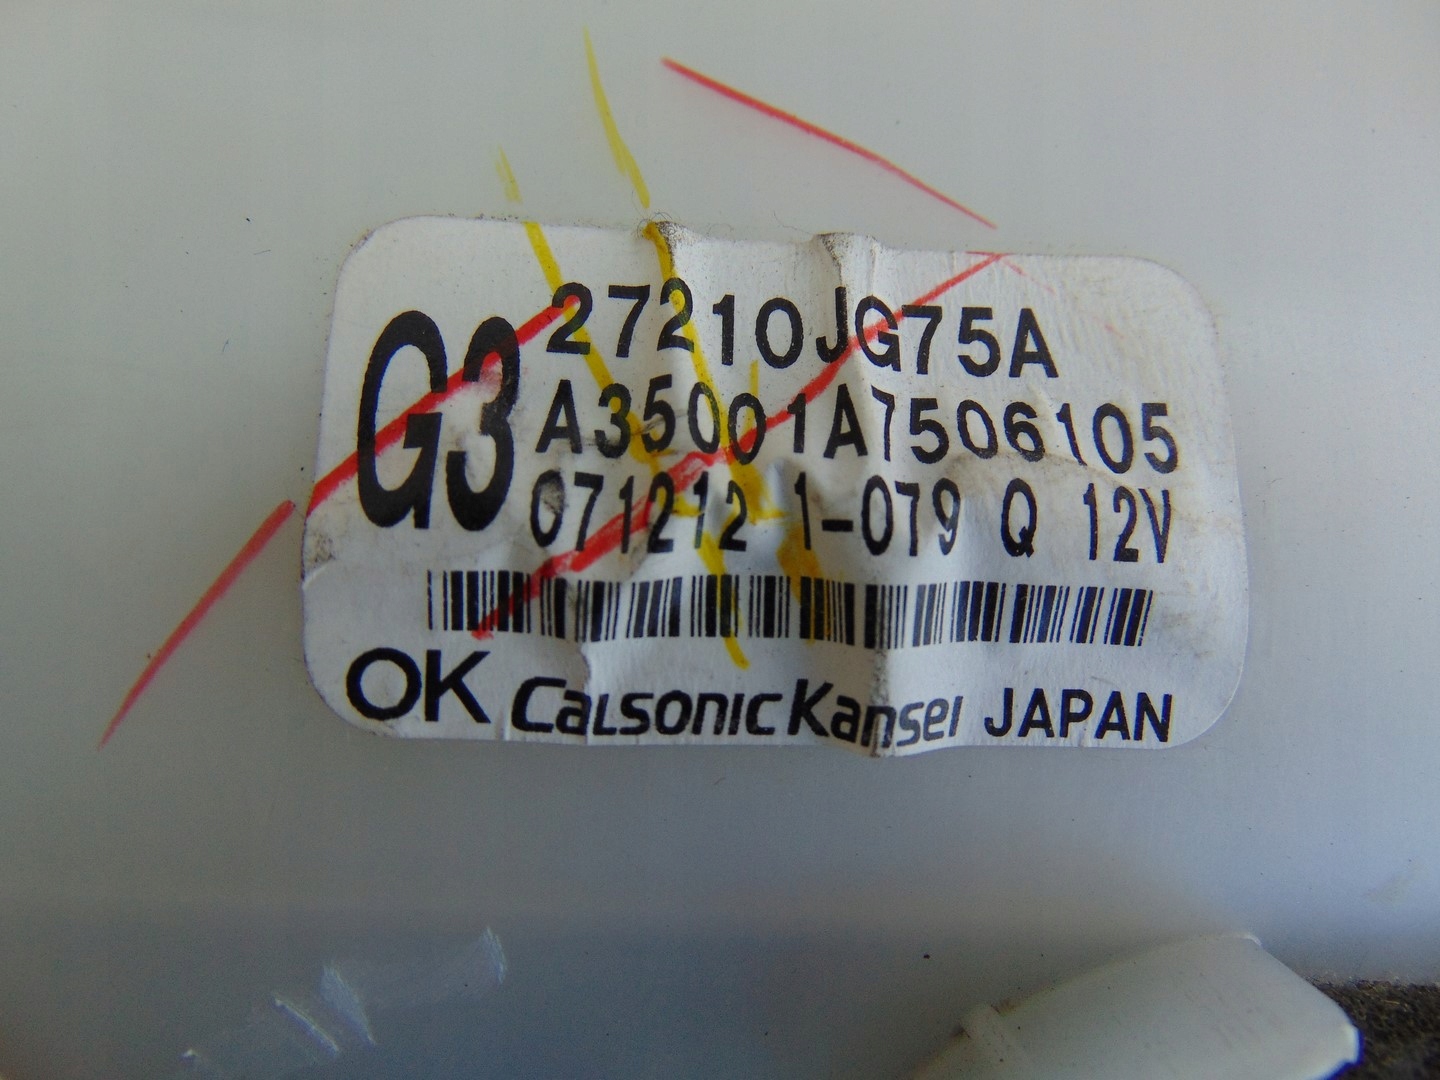 G3
27210JG75A
A35001A7506105
071212 1-079 Q 12V
OK CalsonicKansei JAPAN